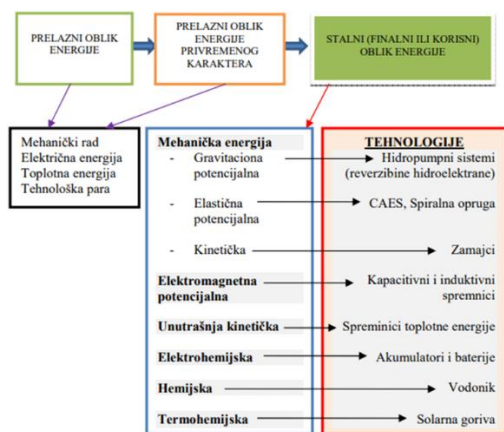 PRELAZNI OBLIK
ENERGIJE
PRELAZNI OBLIK
ENERGIJE
PRIVREMENOG
KARAKTERA
STALNI (FINALNI ILI KORISNI)
OBLIK ENERGIJE
Mehanički rad
Električna energija
Toplotna energija
Tehnološka para
Mehanička energija
- Gravitaciona
potencijalna
- Elastična
potencijalna
- Kinetička
Elektromagnetna
potencijalna
Unutrašnja kinetička
Elektrohemijska
Hemijska
Termohemijska
TEHNOLOGIJE
Hidropumpni sistemi
(reverzibine hidroelektrane)
CAES, Spiralna opruga
Zamajci
Kapacitivni i induktivni
spremnici
Spreminici toplotne energije
Akumulatori i baterije
Vodonik
Solarna goriva